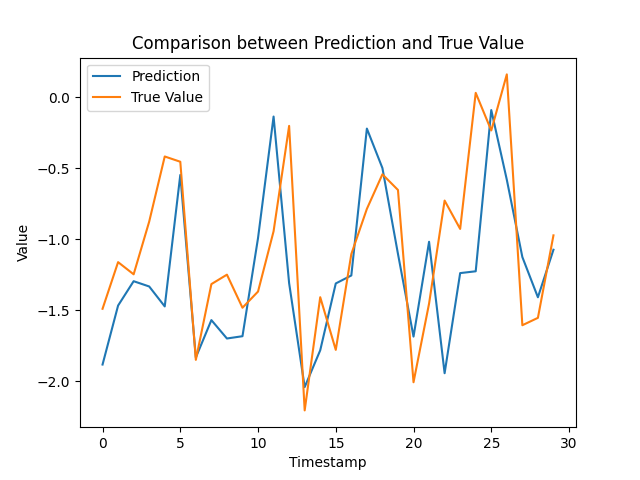 Comparison between Prediction and True Value
Prediction
True Value
0.0
−0.5
−1.0
−1.5
−2.0
Value
0 5 10 15 20 25 30
Timestamp